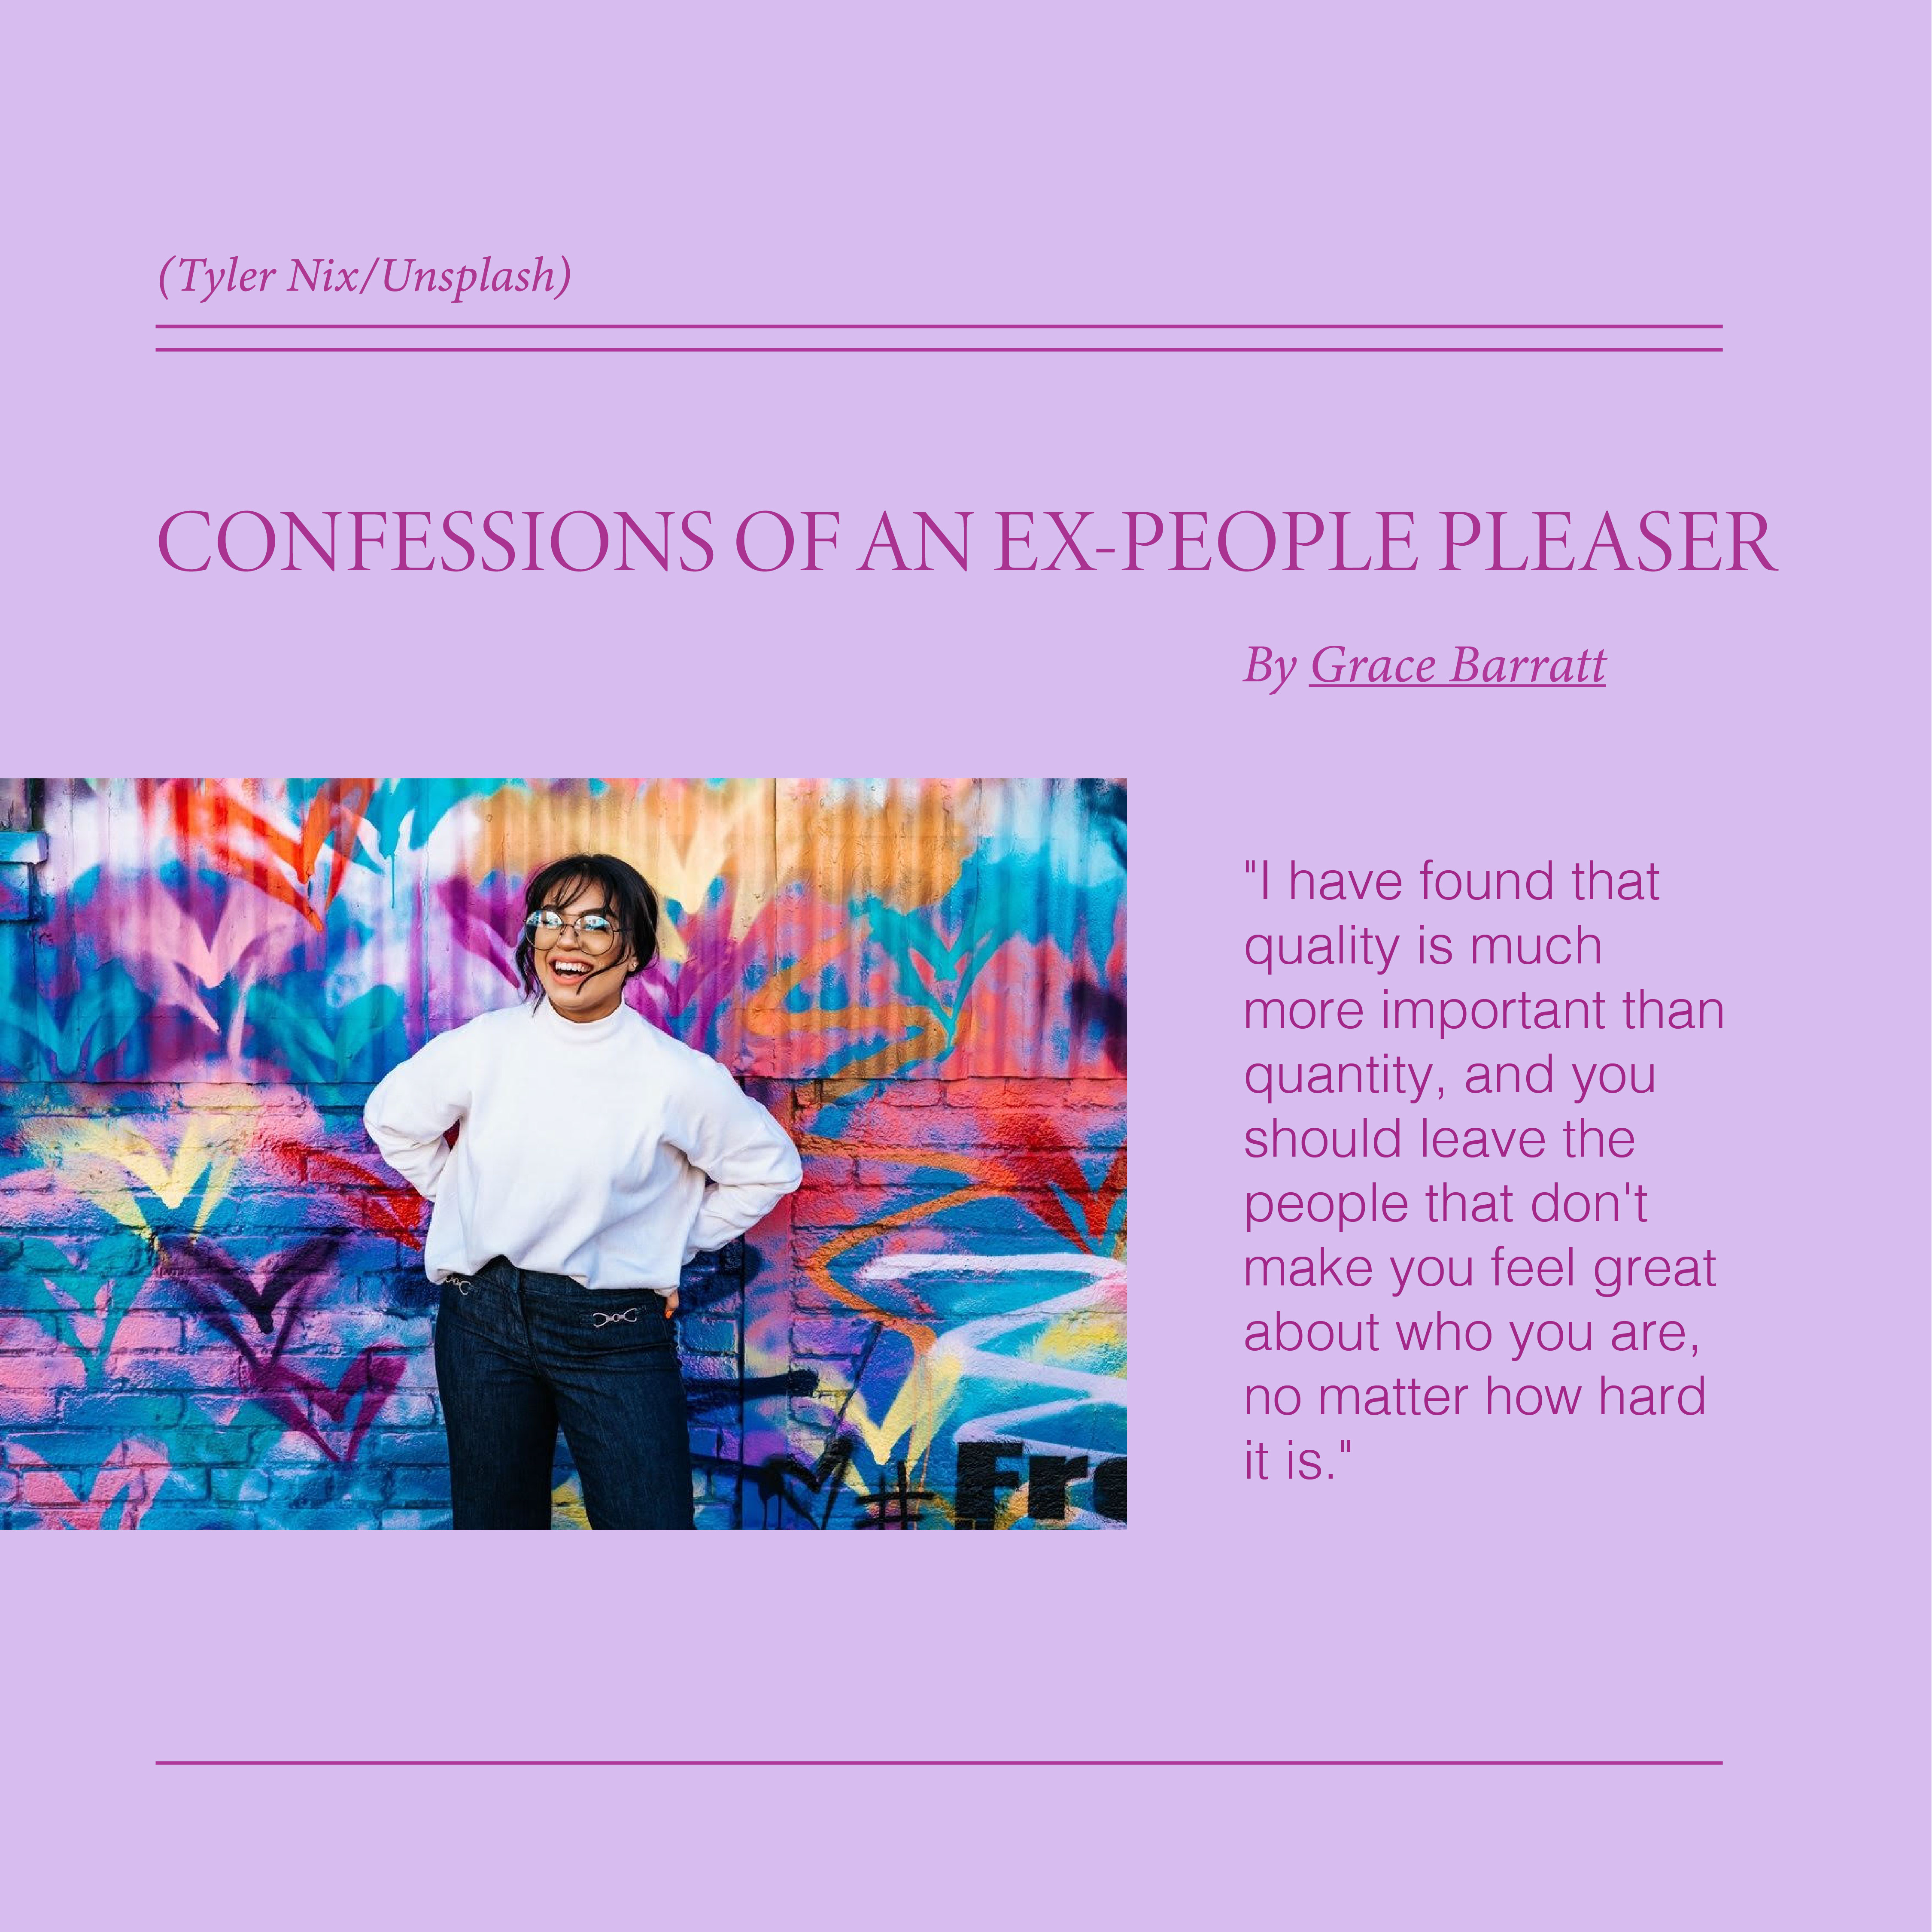 (Tyler Nix/Unsplash)
CONFESSIONS OF AN EX-PEOPLE PLEASER
By Grace Barratt
"I have found that
quality is much
more important than
quantity, and you
should leave the
people that don't
make you feel great
about who you are,
no matter how hard
it is."
#Fre